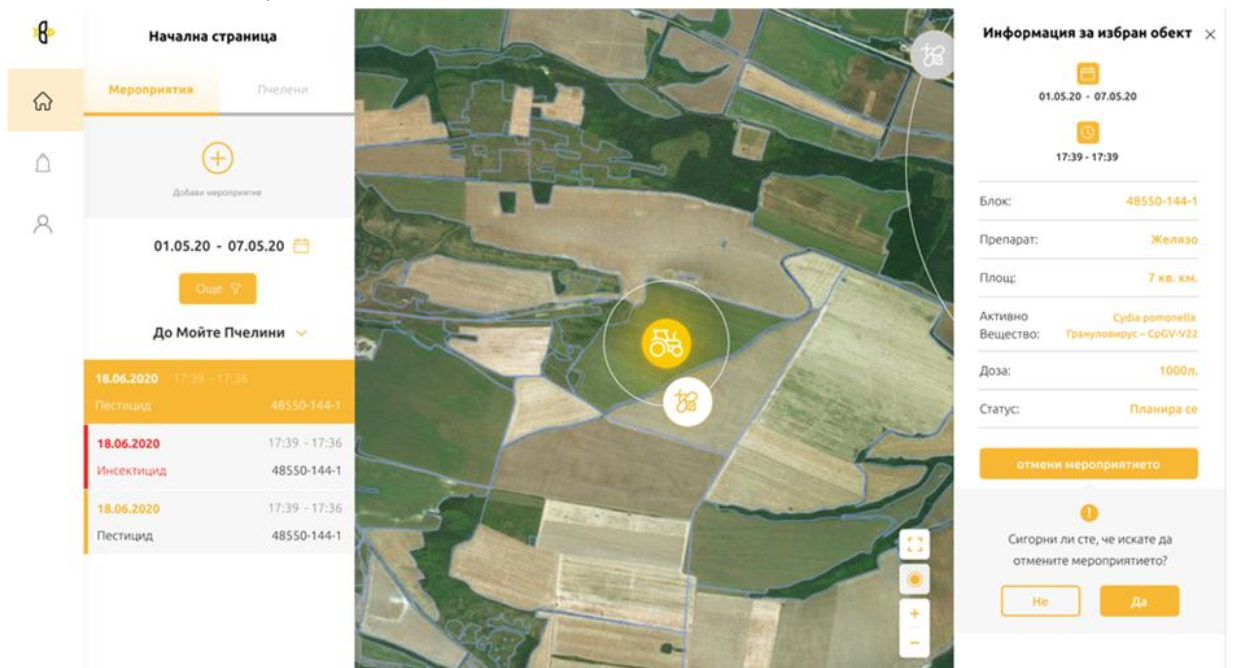 Начална страница
Мероприятия
Пчелени
Добави мероприятие
01.05.20 - 07.05.20
Още
До Мойте Пчелини
18.06.2020 17:39 - 17:36
Пестицид 48550-144-1
18.06.2020 17:39 - 17:36
Инсектицид 48550-144-1
18.06.2020 17:39 - 17:36
Пестицид 48550-144-1
Информация за избран обект
01.05.20 - 07.05.20
17:39 - 17:39
Блок: 48550-144-1
Препарат: Желязо
Площ: 7 кв. км.
Активно Cydia pomonella
Вещество: Грануловирус – CpGV-V22
Доза: 1000л.
Статус: Планира се
отмени мероприятието
Сигорни ли сте, че искате да
отмените мероприятието?
Не
Да